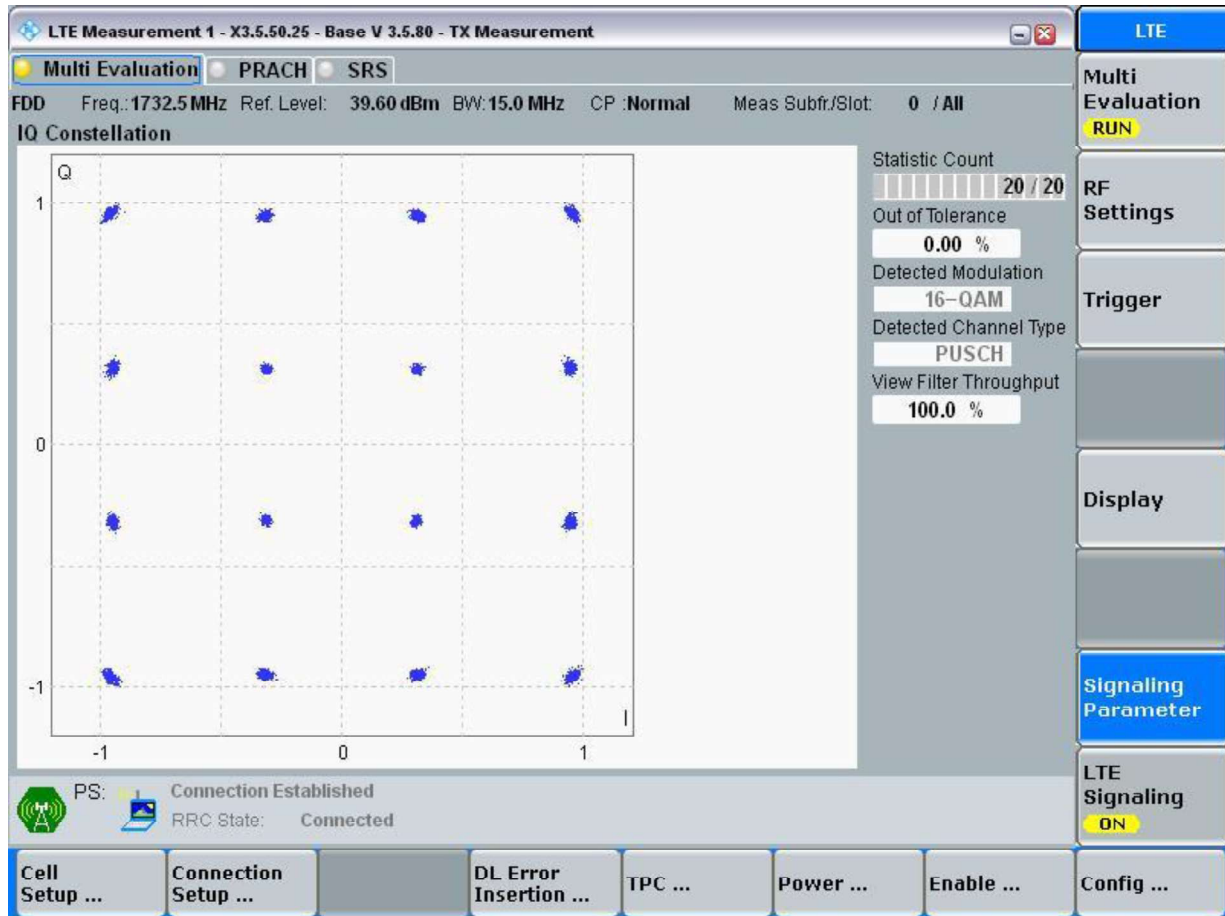 LTE Measurement 1 - X3.5.50.25 - Base V 3.5.80 - TX Measurement
LTE
Multi Evaluation PRACH SRS
FDD Freq.: 1732.5 MHz Ref. Level: 39.60 dBm BW: 15.0 MHz CP : Normal Meas Subfr./Slot: 0 / All
IQ Constellation
Q
1
0
-1
-1 0 1
I
Statistic Count
20 / 20
Out of Tolerance
0.00 %
Detected Modulation
16-QAM
Detected Channel Type
PUSCH
View Filter Throughput
100.0 %
Multi
Evaluation
RUN
RF
Settings
Trigger
Display
Signaling
Parameter
LTE
Signaling
ON
PS: Connection Established
RRC State: Connected
Cell
Setup ...
Connection
Setup ...
DL Error
Insertion ...
TPC ...
Power ...
Enable ...
Config ...